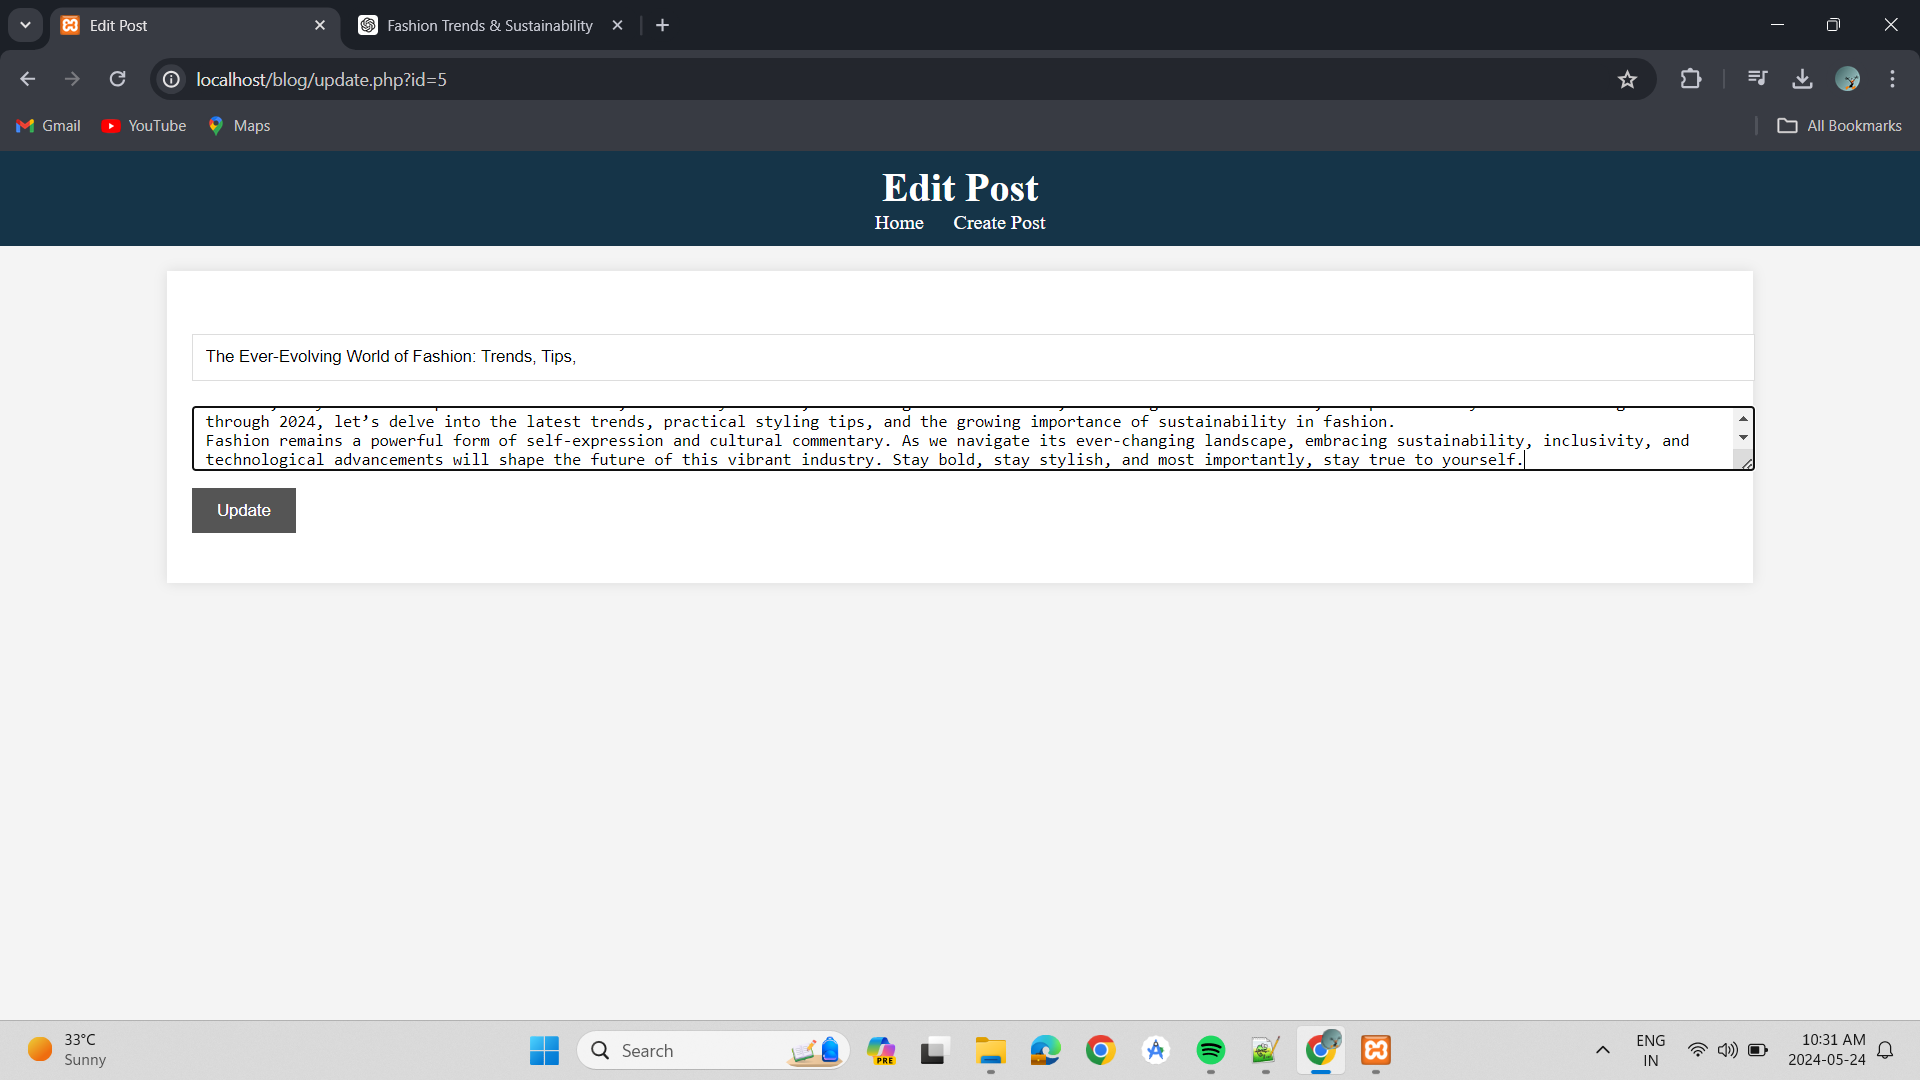 Edit Post
Fashion Trends & Sustainability
localhost/blog/update.php?id=5
Gmail
YouTube
Maps
All Bookmarks
Edit Post
Home
Create Post
The Ever-Evolving World of Fashion: Trends, Tips,
through 2024, let’s delve into the latest trends, practical styling tips, and the growing importance of sustainability in fashion.
Fashion remains a powerful form of self-expression and cultural commentary. As we navigate its ever-changing landscape, embracing sustainability, inclusivity, and
technological advancements will shape the future of this vibrant industry. Stay bold, stay stylish, and most importantly, stay true to yourself.
Update
33°C
Sunny
Search
PRE
ENG
IN
10:31 AM
2024-05-24